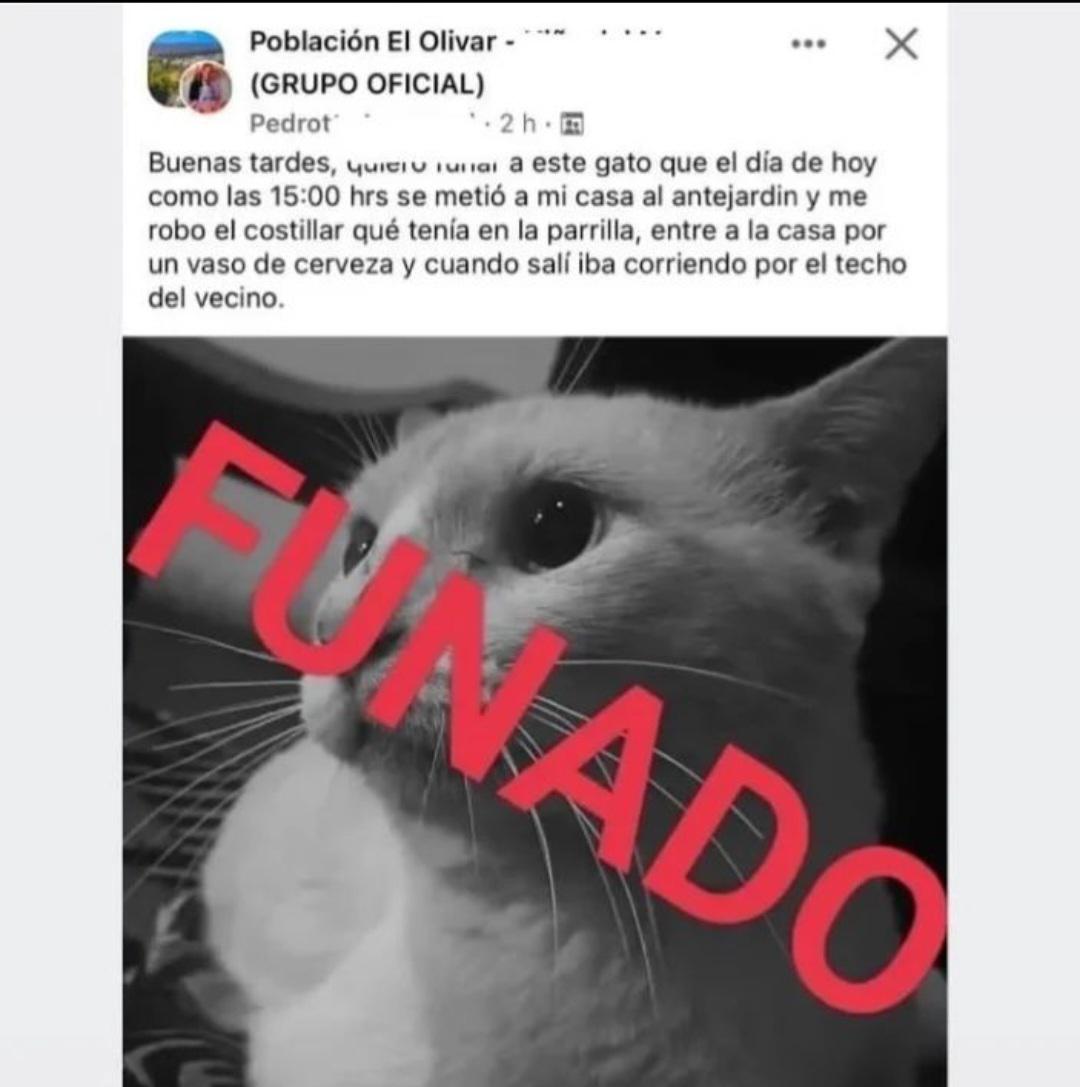 Población El Olivar -
(GRUPO OFICIAL)
Pedrot · 2 h ·
Buenas tardes, quiero funar a este gato que el día de hoy
como las 15:00 hrs se metió a mi casa al antejardin y me
robo el costillar qué tenía en la parrilla, entre a la casa por
un vaso de cerveza y cuando salí iba corriendo por el techo
del vecino.
FUNADO